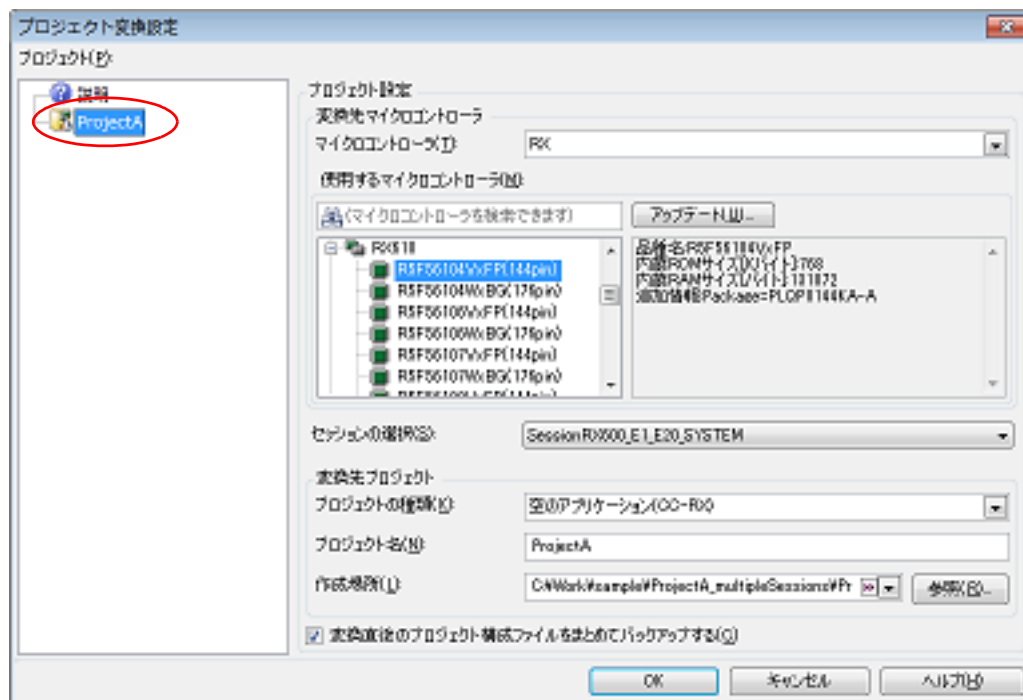 プロジェクト変換設定
プロジェクト(P):
説明
ProjectA
プロジェクト設定
変換先マイクロコントローラ
マイクロコントローラ(T):
RX
使用するマイクロコントローラ(M):
(マイクロコントローラを検索できます)
アップデート(U)...
RX610
R5F56104VxFP(144pin)
R5F56104WxBG(176pin)
R5F56106VxFP(144pin)
R5F56106WxBG(176pin)
R5F56107VxFP(144pin)
R5F56107WxBG(176pin)
品種名:R5F56104VxFP
内蔵ROMサイズ[Kバイト]:768
内蔵RAMサイズ[バイト]:131072
追加情報:Package=PLQP0144KA-A
セッションの選択(S):
SessionRX600_E1_E20_SYSTEM
変換先プロジェクト
プロジェクトの種類(K):
空のアプリケーション(CC-RX)
プロジェクト名(N):
ProjectA
作成場所(L):
C:¥Work¥sample¥ProjectA_multipleSessions¥Pr
参照(R)...
変換直後のプロジェクト構成ファイルをまとめてバックアップする(C)
OK
キャンセル
ヘルプ(H)